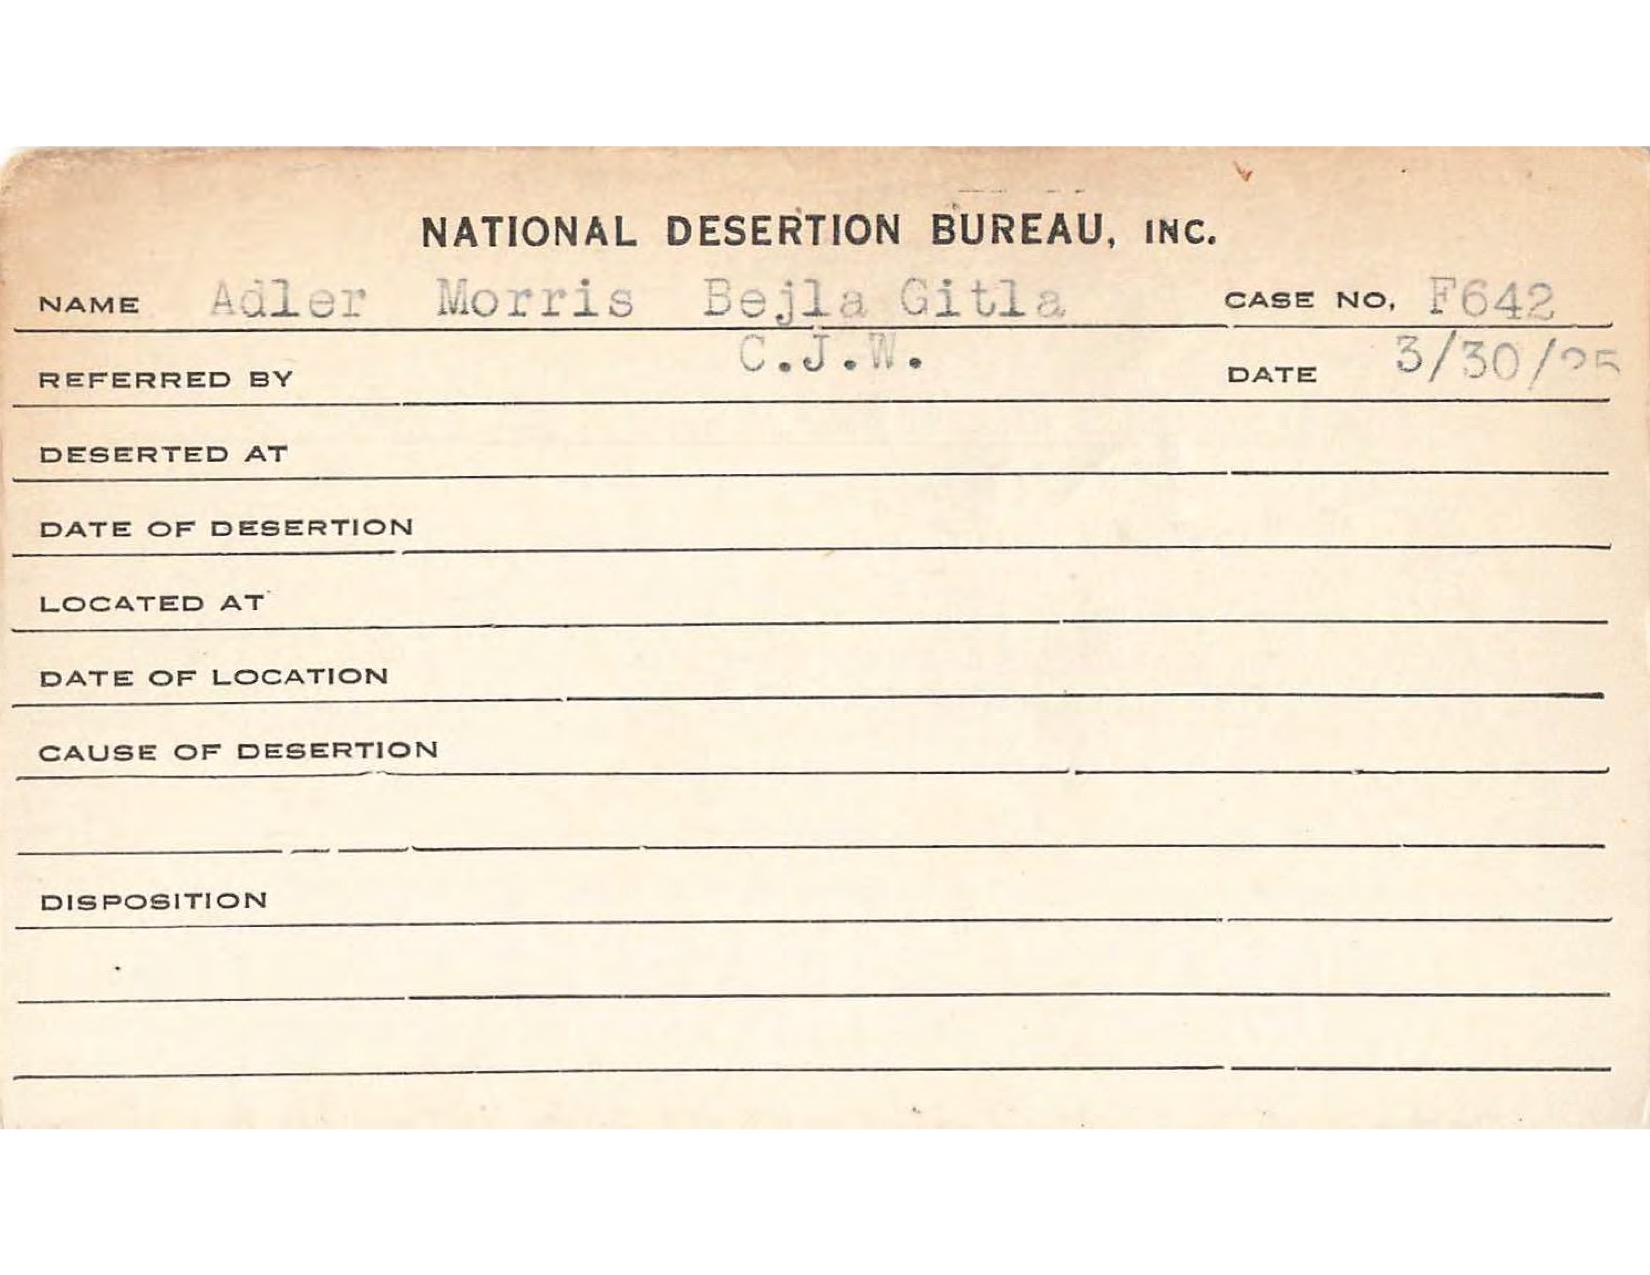 NATIONAL DESERTION BUREAU, INC.
NAME Adler Morris Bejla Gitla CASE NO. F642
REFERRED BY C.J.W. DATE 3/30/25
DESERTED AT
DATE OF DESERTION
LOCATED AT
DATE OF LOCATION
CAUSE OF DESERTION
DISPOSITION